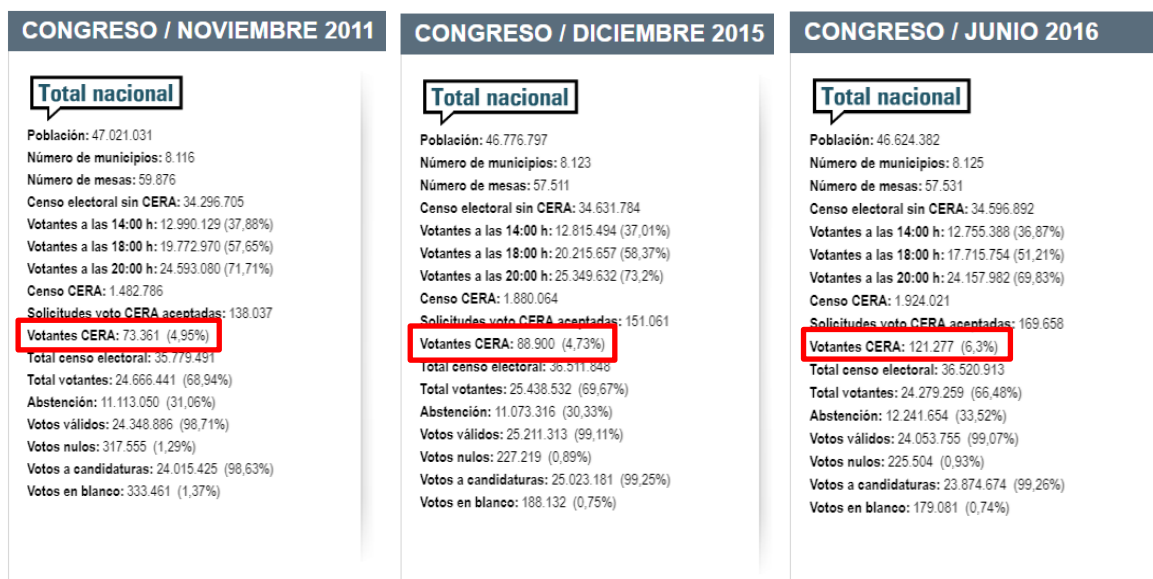 CONGRESO / NOVIEMBRE 2011
Total nacional
Población: 47.021.031
Número de municipios: 8.116
Número de mesas: 59.876
Censo electoral sin CERA: 34.296.705
Votantes a las 14:00 h: 12.990.129 (37,88%)
Votantes a las 18:00 h: 19.772.970 (57,65%)
Votantes a las 20:00 h: 24.593.080 (71,71%)
Censo CERA: 1.482.786
Solicitudes voto CERA aceptadas: 138.037
Votantes CERA: 73.361 (4,95%)
Total censo electoral: 35.779.491
Total votantes: 24.666.441 (68,94%)
Abstención: 11.113.050 (31,06%)
Votos válidos: 24.348.886 (98,71%)
Votos nulos: 317.555 (1,29%)
Votos a candidaturas: 24.015.425 (98,63%)
Votos en blanco: 333.461 (1,37%)
CONGRESO / DICIEMBRE 2015
Total nacional
Población: 46.776.797
Número de municipios: 8.123
Número de mesas: 57.511
Censo electoral sin CERA: 34.631.784
Votantes a las 14:00 h: 12.815.494 (37,01%)
Votantes a las 18:00 h: 20.215.657 (58,37%)
Votantes a las 20:00 h: 25.349.632 (73,2%)
Censo CERA: 1.880.064
Solicitudes voto CERA aceptadas: 151.061
Votantes CERA: 88.900 (4,73%)
Total censo electoral: 36.511.848
Total votantes: 25.438.532 (69,67%)
Abstención: 11.073.316 (30,33%)
Votos válidos: 25.211.313 (99,11%)
Votos nulos: 227.219 (0,89%)
Votos a candidaturas: 25.023.181 (99,25%)
Votos en blanco: 188.132 (0,75%)
CONGRESO / JUNIO 2016
Total nacional
Población: 46.624.382
Número de municipios: 8.125
Número de mesas: 57.531
Censo electoral sin CERA: 34.596.892
Votantes a las 14:00 h: 12.755.388 (36,87%)
Votantes a las 18:00 h: 17.715.754 (51,21%)
Votantes a las 20:00 h: 24.157.982 (69,83%)
Censo CERA: 1.924.021
Solicitudes voto CERA aceptadas: 169.658
Votantes CERA: 121.277 (6,3%)
Total censo electoral: 36.520.913
Total votantes: 24.279.259 (66,48%)
Abstención: 12.241.654 (33,52%)
Votos válidos: 24.053.755 (99,07%)
Votos nulos: 225.504 (0,93%)
Votos a candidaturas: 23.874.674 (99,26%)
Votos en blanco: 179.081 (0,74%)